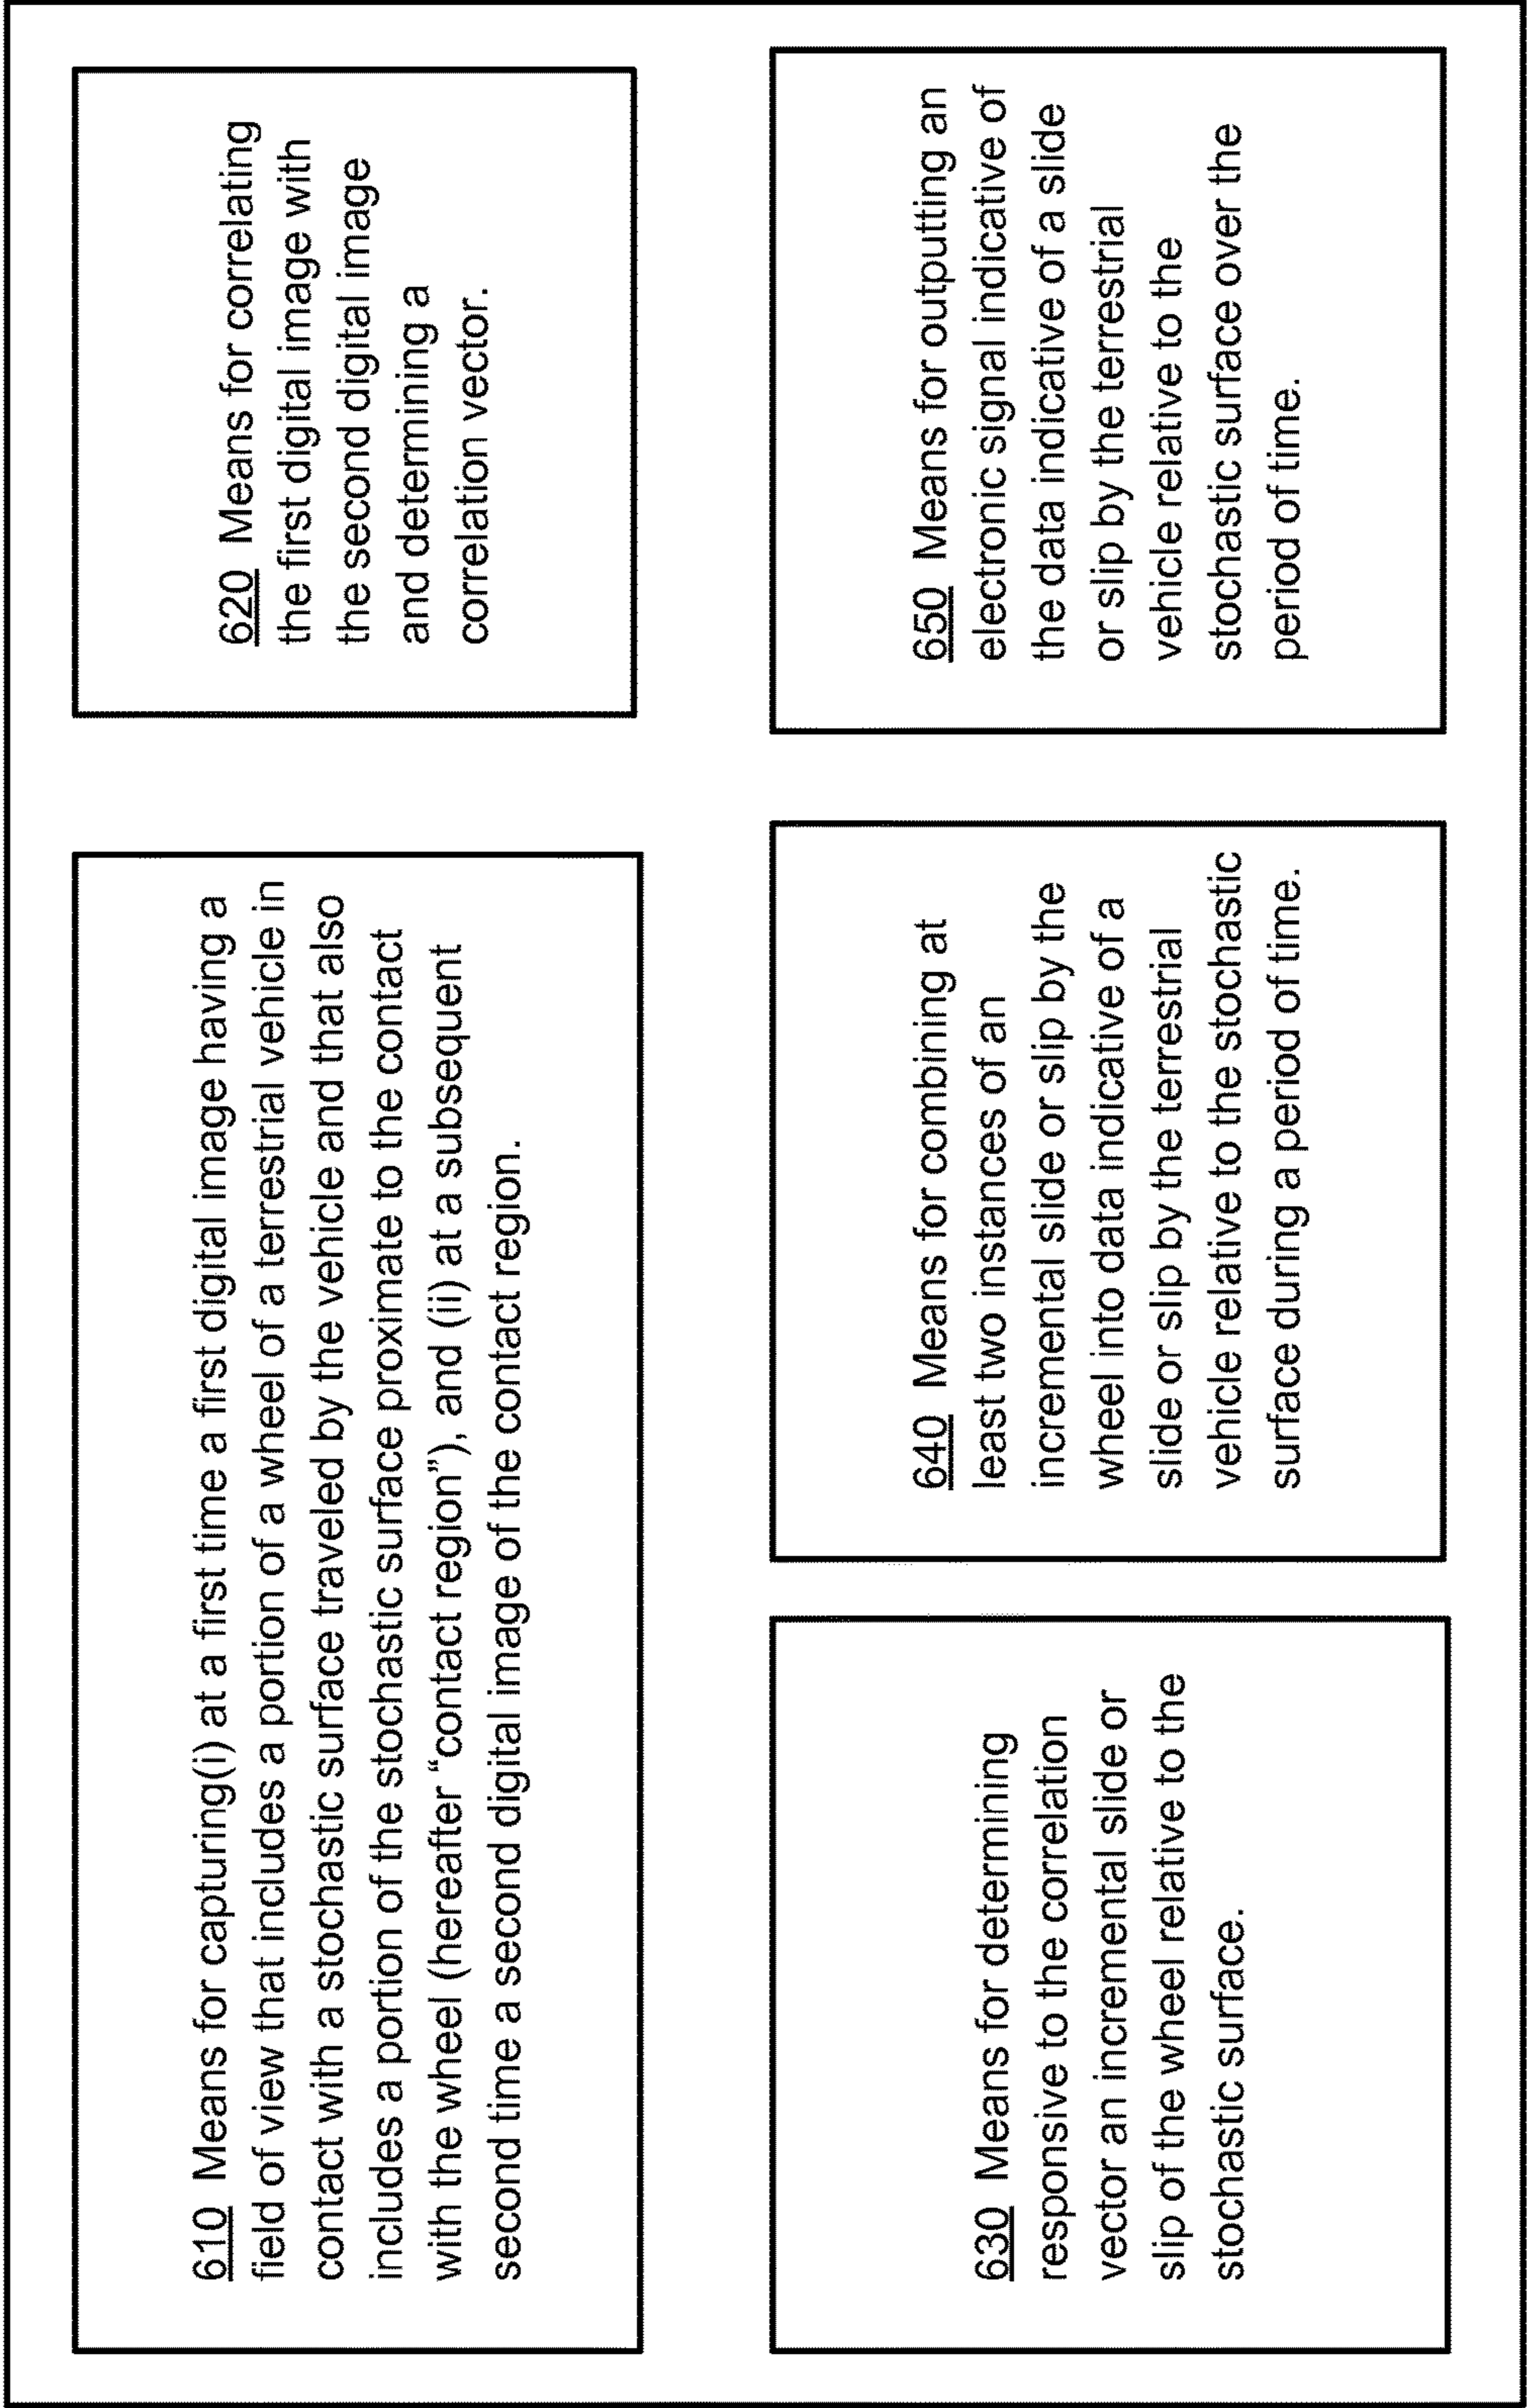 610 Means for capturing(i) at a first time a first digital image having a
field of view that includes a portion of a wheel of a terrestrial vehicle in
contact with a stochastic surface traveled by the vehicle and that also
includes a portion of the stochastic surface proximate to the contact
with the wheel (hereafter “contact region”), and (ii) at a subsequent
second time a second digital image of the contact region.
620 Means for correlating
the first digital image with
the second digital image
and determining a
correlation vector.
630 Means for determining
responsive to the correlation
vector an incremental slide or
slip of the wheel relative to the
stochastic surface.
640 Means for combining at
least two instances of an
incremental slide or slip by the
wheel into data indicative of a
slide or slip by the terrestrial
vehicle relative to the stochastic
surface during a period of time.
650 Means for outputting an
electronic signal indicative of
the data indicative of a slide
or slip by the terrestrial
vehicle relative to the
stochastic surface over the
period of time.